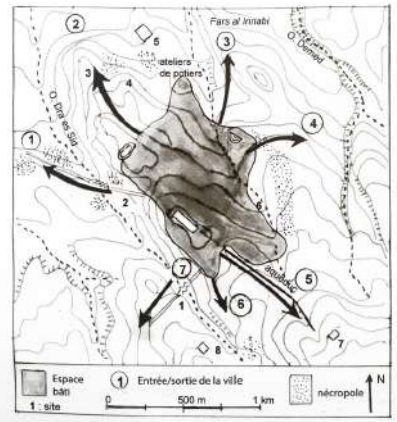 2
5
Fars al Innabi
3
O. Demed
ateliers
de potiers
3
4
4
O. Dra as Sid
1
2
6
aqueduc
7
5
1
6
8
7
Espace
bâti
1 : site
1 Entrée/sortie de la ville
0 500 m 1 km
nécropole
N